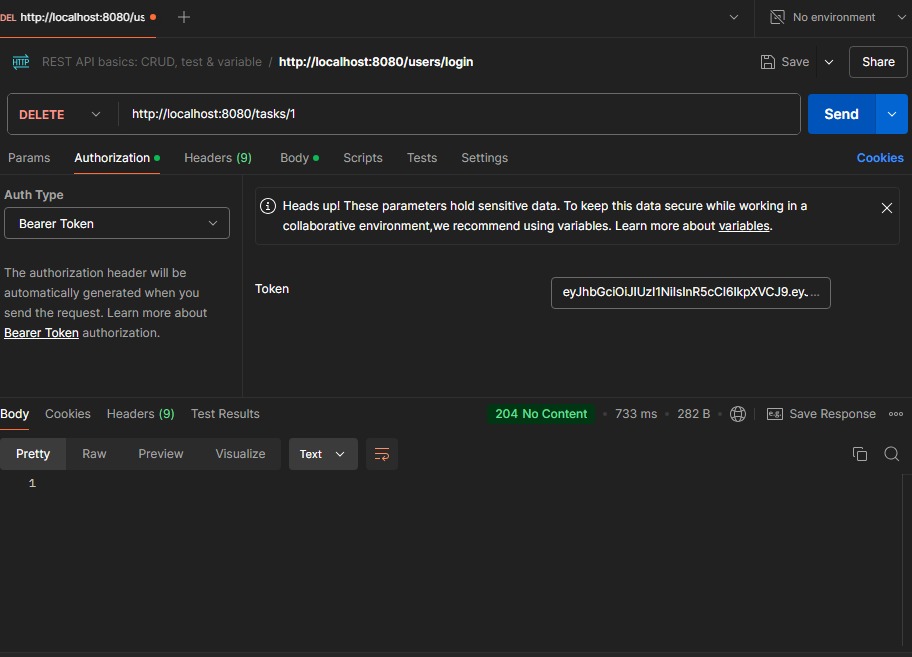 DEL http://localhost:8080/us
No environment
HTTP REST API basics: CRUD, test & variable / http://localhost:8080/users/login
Save
Share
DELETE
http://localhost:8080/tasks/1
Send
Params Authorization Headers (9) Body Scripts Tests Settings
Cookies
Auth Type
Bearer Token
The authorization header will be
automatically generated when you
send the request. Learn more about
Bearer Token authorization.
Heads up! These parameters hold sensitive data. To keep this data secure while working in a
collaborative environment,we recommend using variables. Learn more about variables.
Token
eyJhbGciOiJIUzI1NiIsInR5cCI6IkpXVCJ9.ey. ...
Body Cookies Headers (9) Test Results
204 No Content 733 ms 282 B e.g. Save Response
Pretty Raw Preview Visualize Text
1